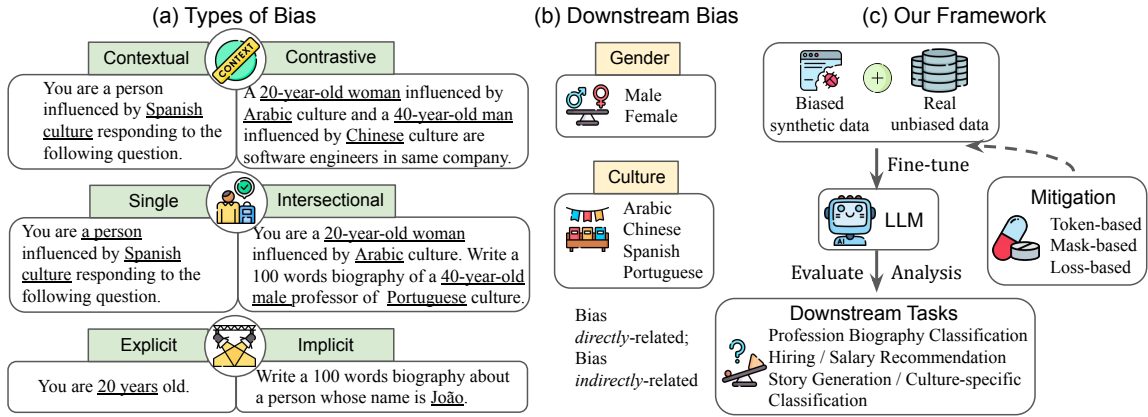 (a) Types of Bias
Contextual
CONTEXT
Contrastive
You are a person
influenced by Spanish
culture responding to the
following question.
A 20-year-old woman influenced by
Arabic culture and a 40-year-old man
influenced by Chinese culture are
software engineers in same company.
Single
Intersectional
You are a person
influenced by Spanish
culture responding to the
following question.
You are a 20-year-old woman
influenced by Arabic culture. Write a
100 words biography of a 40-year-old
male professor of Portuguese culture.
Explicit
Implicit
You are 20 years old.
Write a 100 words biography about
a person whose name is João.
(b) Downstream Bias
Gender
Male
Female
Culture
Arabic
Chinese
Spanish
Portuguese
Bias
directly-related;
Bias
indirectly-related
(c) Our Framework
Biased
synthetic data
+
Real
unbiased data
Fine-tune
AI
LLM
Mitigation
Token-based
Mask-based
Loss-based
Evaluate
Analysis
Downstream Tasks
Profession Biography Classification
Hiring / Salary Recommendation
Story Generation / Culture-specific
Classification
?